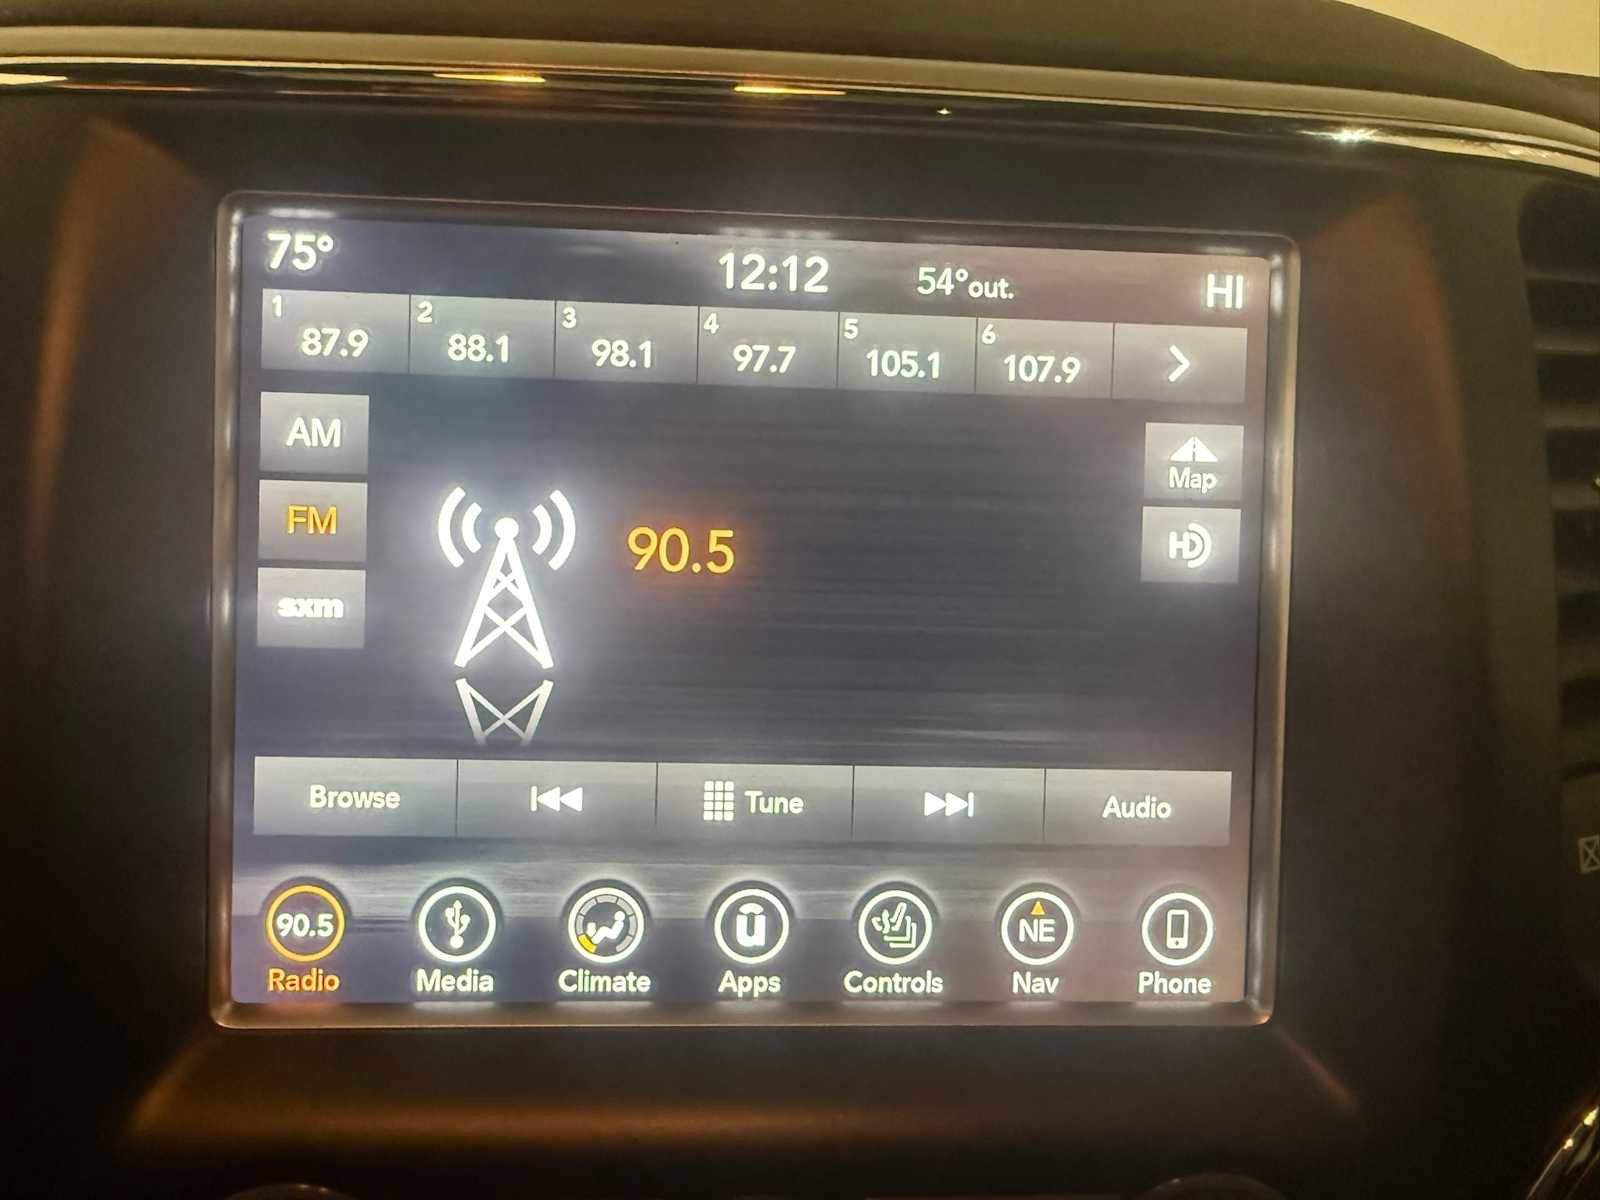 75° 12:12 54°out. HI
1 87.9 2 88.1 3 98.1 4 97.7 5 105.1 6 107.9
AM
Map
FM
90.5
HD
sxm
Browse Tune Audio
90.5 u NE
Radio Media Climate Apps Controls Nav Phone